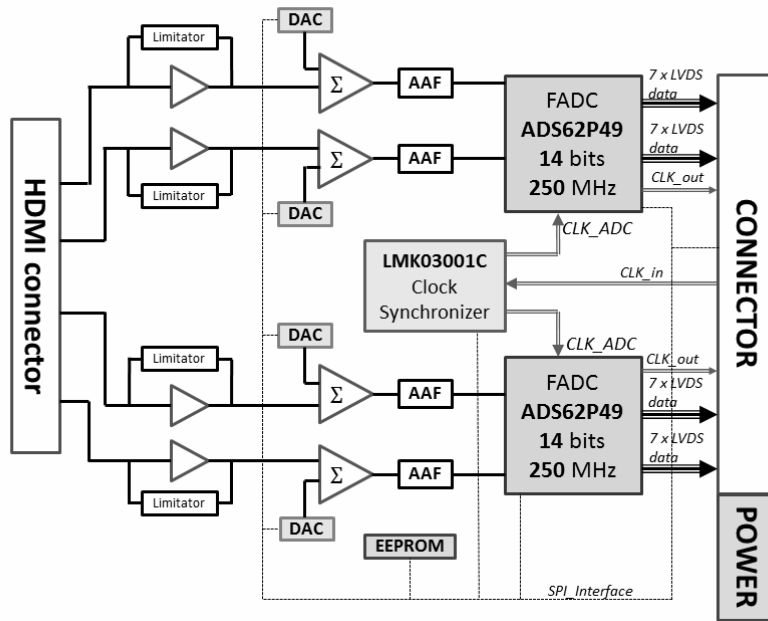 DAC
Limitator
Σ
AAF
7 x LVDS
data
FADC
ADS62P49
14 bits
250 MHz
7 x LVDS
data
Σ
AAF
CLK_out
Limitator
DAC
CLK_ADC
HDMI connector
LMK03001C
Clock
Synchronizer
CLK_in
CONNECTOR
DAC
CLK_ADC
Limitator
CLK_out
FADC
ADS62P49
14 bits
250 MHz
7 x LVDS
data
Σ
AAF
7 x LVDS
data
Σ
AAF
Limitator
DAC
EEPROM
SPI_Interface
POWER